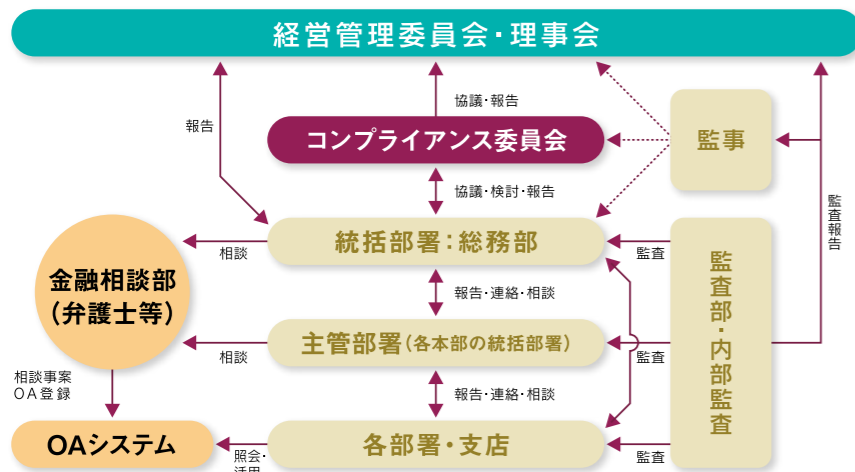 経営管理委員会・理事会
報告
協議・報告
コンプライアンス委員会
監事
協議・検討・報告
監査報告
統括部署：総務部
相談
監査
金融相談部
（弁護士等）
報告・連絡・相談
監査部・内部監査
主管部署（各本部の統括部署）
相談
監査
相談事案
OA登録
報告・連絡・相談
OAシステム
各部署・支店
照会・
活用
監査